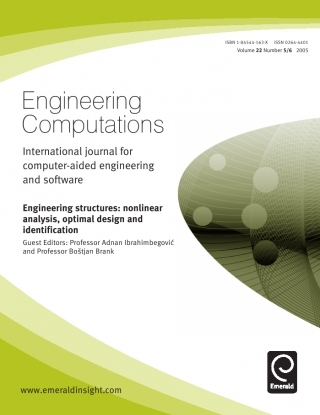 ISBN 1-84544-163-X ISSN 0264-4401
Volume 22 Number 5/6 2005
Engineering
Computations
International journal for
computer-aided engineering
and software
Engineering structures: nonlinear
analysis, optimal design and
identification
Guest Editors: Professor Adnan Ibrahimbegović
and Professor Boštjan Brank
Emerald
www.emeraldinsight.com